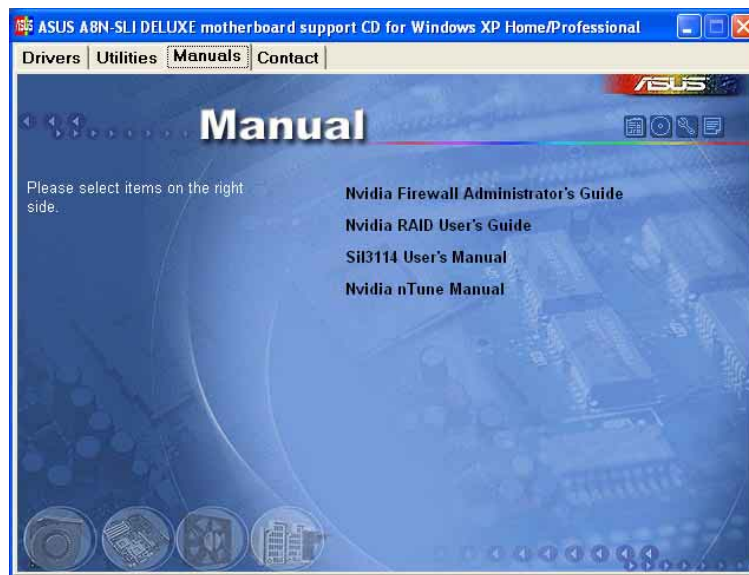 ASUS A8N-SLI DELUXE motherboard support CD for Windows XP Home/Professional
Drivers Utilities Manuals Contact
ASUS
Manual
Please select items on the right
side.
Nvidia Firewall Administrator's Guide
Nvidia RAID User's Guide
Sil3114 User's Manual
Nvidia nTune Manual